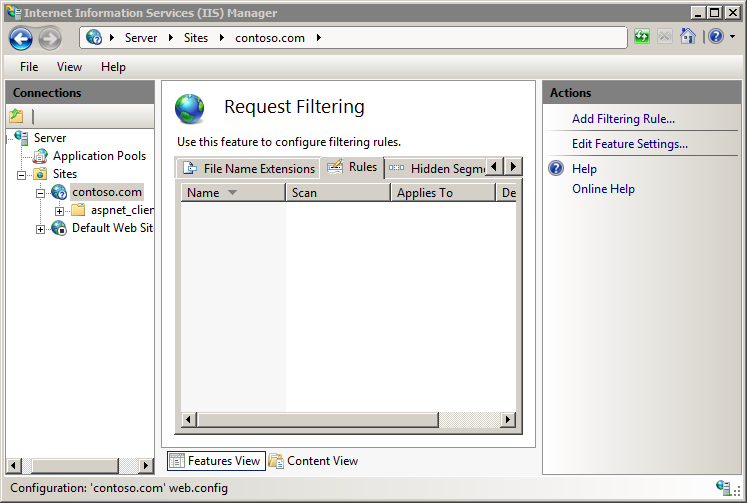 Internet Information Services (IIS) Manager
Server Sites contoso.com
File View Help
Connections
Server
Application Pools
Sites
contoso.com
aspnet_clien
Default Web Sit
Request Filtering
Use this feature to configure filtering rules.
File Name Extensions Rules Hidden Segme
Name Scan Applies To De
Features View Content View
Actions
Add Filtering Rule...
Edit Feature Settings...
Help
Online Help
Configuration: 'contoso.com' web.config